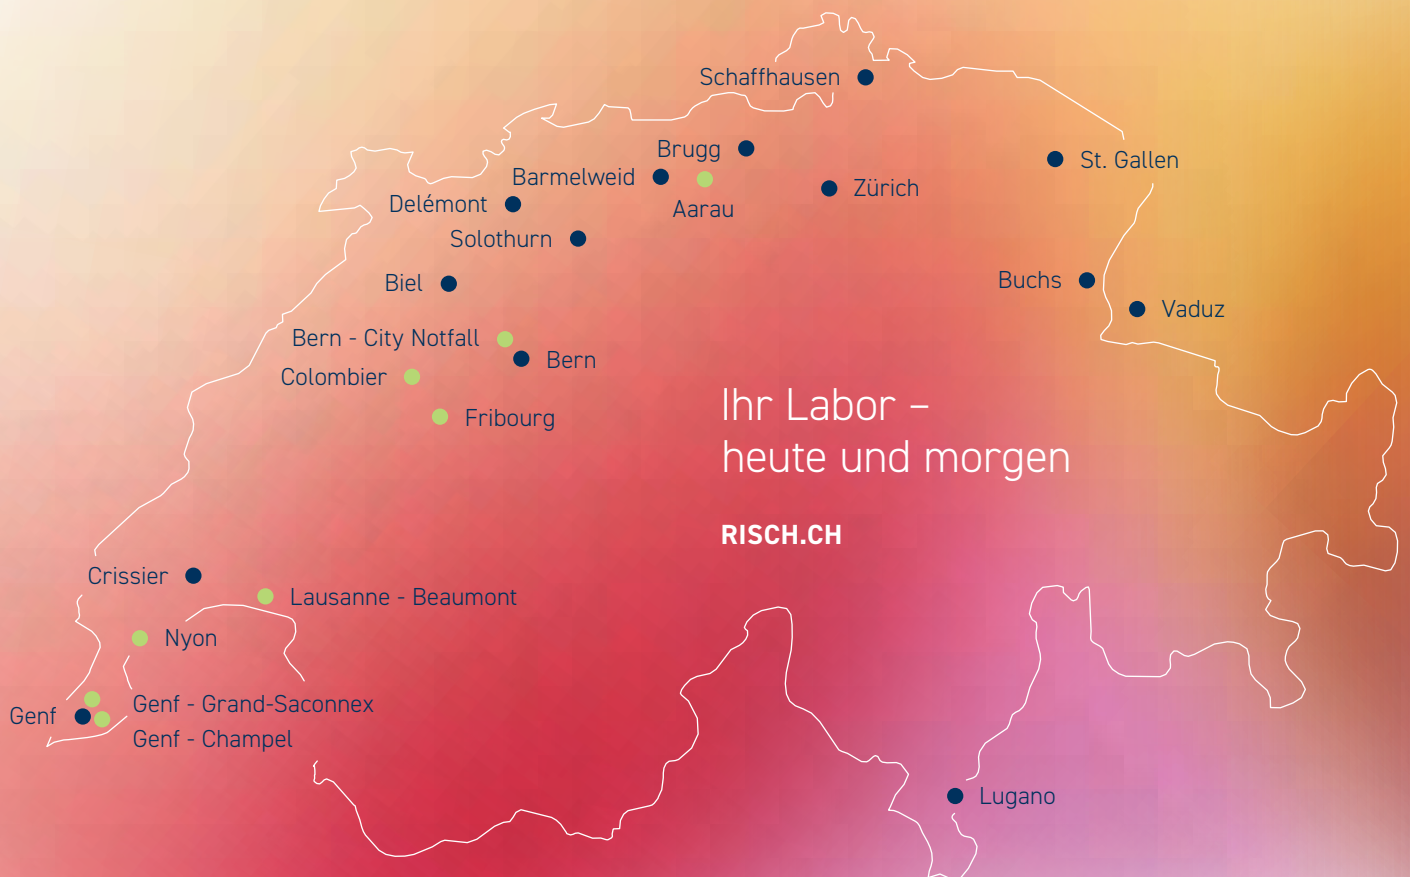 Schaffhausen
Brugg
St. Gallen
Barmelweid
Zürich
Delémont
Aarau
Solothurn
Biel
Buchs
Vaduz
Bern - City Notfall
Bern
Colombier
Ihr Labor –
heute und morgen
Fribourg
RISCH.CH
Crissier
Lausanne - Beaumont
Nyon
Genf - Grand-Saconnex
Genf
Genf - Champel
Lugano